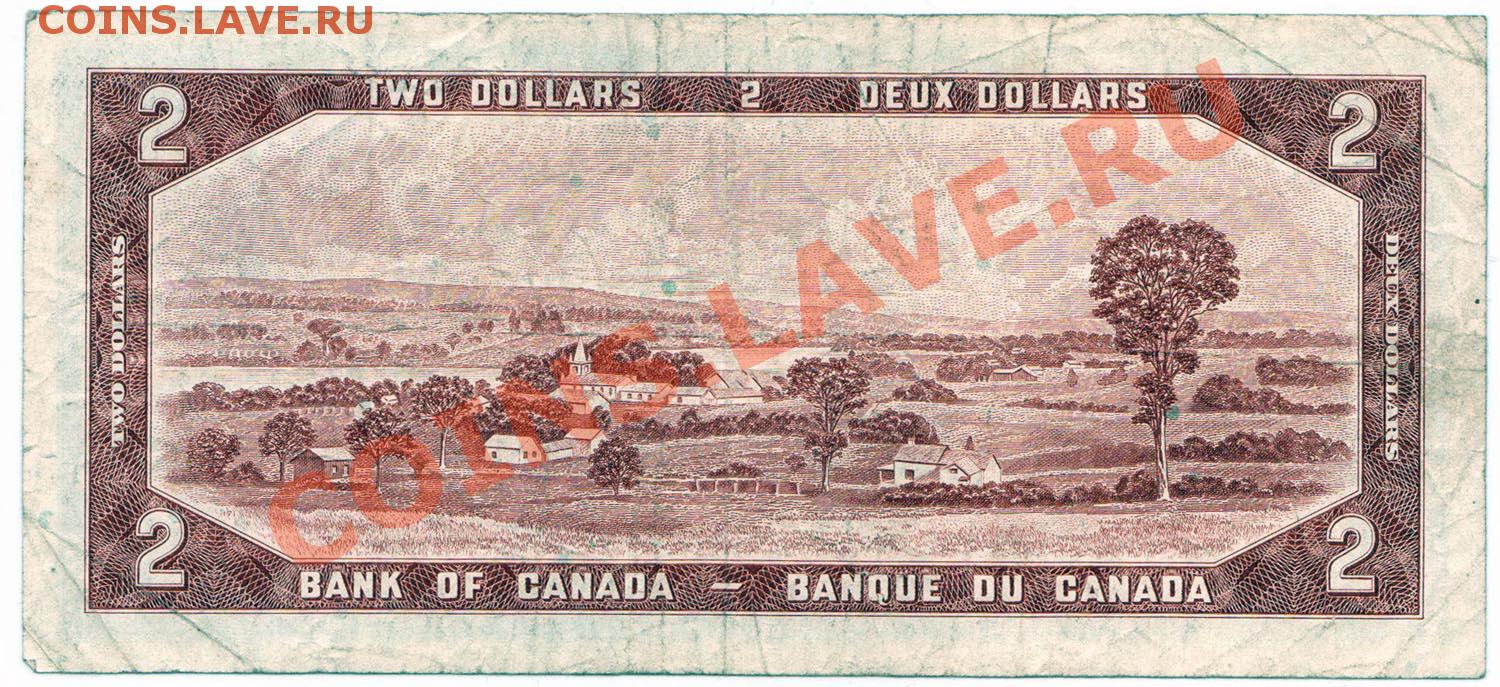 COINS.LAVE.RU
TWO DOLLARS 2 DEUX DOLLARS
2
2
TWO DOLLARS
DEUX DOLLARS
COINS.LAVE.RU
2
2
BANK OF CANADA – BANQUE DU CANADA